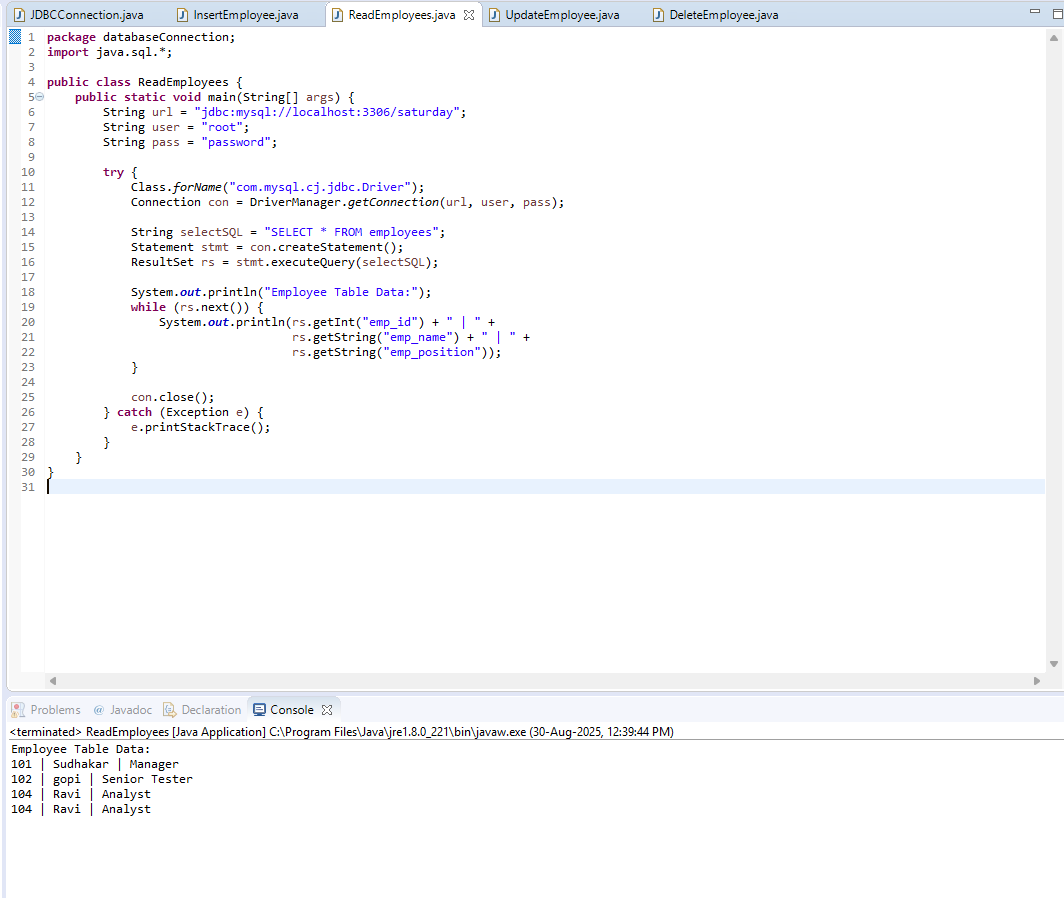 JDBCConnection.java InsertEmployee.java ReadEmployees.java UpdateEmployee.java DeleteEmployee.java
1 package databaseConnection;
2 import java.sql.*;
3
4 public class ReadEmployees {
5 public static void main(String[] args) {
6 String url = "jdbc:mysql://localhost:3306/saturday";
7 String user = "root";
8 String pass = "password";
9
10 try {
11 Class.forName("com.mysql.cj.jdbc.Driver");
12 Connection con = DriverManager.getConnection(url, user, pass);
13
14 String selectSQL = "SELECT * FROM employees";
15 Statement stmt = con.createStatement();
16 ResultSet rs = stmt.executeQuery(selectSQL);
17
18 System.out.println("Employee Table Data:");
19 while (rs.next()) {
20 System.out.println(rs.getInt("emp_id") + " | " +
21 rs.getString("emp_name") + " | " +
22 rs.getString("emp_position"));
23 }
24
25 con.close();
26 } catch (Exception e) {
27 e.printStackTrace();
28 }
29 }
30 }
31
Problems @ Javadoc Declaration Console
<terminated> ReadEmployees [Java Application] C:\Program Files\Java\jre1.8.0_221\bin\javaw.exe (30-Aug-2025, 12:39:44 PM)
Employee Table Data:
101 | Sudhakar | Manager
102 | gopi | Senior Tester
104 | Ravi | Analyst
104 | Ravi | Analyst